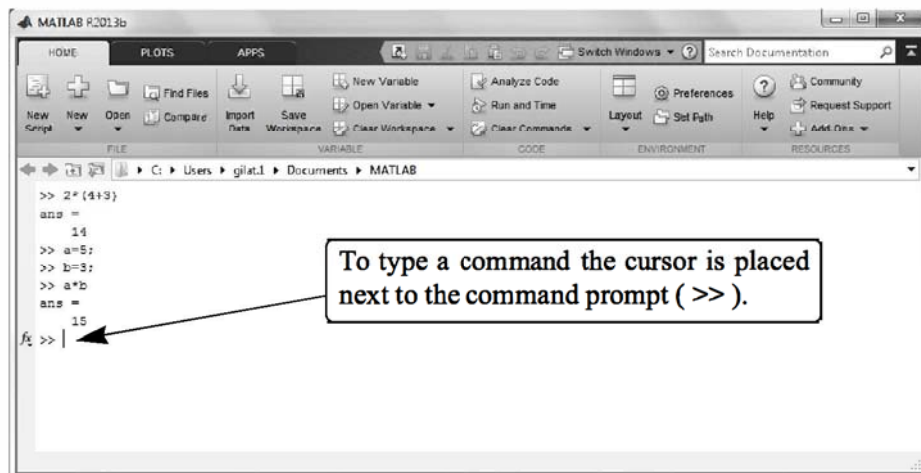 MATLAB R2013b
HOME PLOTS APPS Switch Windows Search Documentation
New Script New Open Find Files Compare Import Data Save Workspace New Variable Open Variable Clear Workspace Analyze Code Run and Time Clear Commands Layout Preferences Set Path Help Community Request Support Add-Ons
FILE VARIABLE CODE ENVIRONMENT RESOURCES
C: Users gilat.1 Documents MATLAB
>> 2*(4+3)
ans =
14
>> a=5;
>> b=3;
>> a*b
ans =
15
fx >>
To type a command the cursor is placed
next to the command prompt ( >> ).